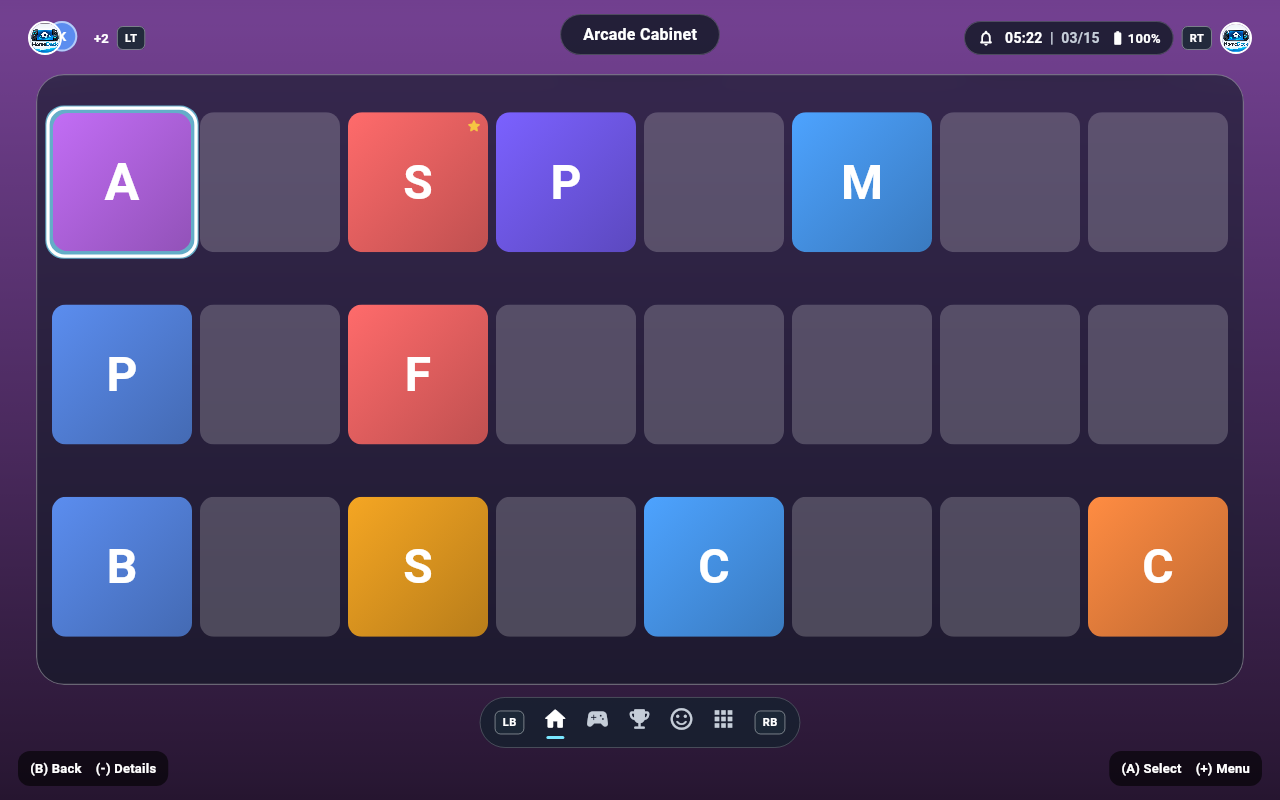 +2 LT
Arcade Cabinet
05:22 | 03/15 100% RT
A S P M
P F
B S C C
LB RB
(B) Back (-) Details
(A) Select (+) Menu